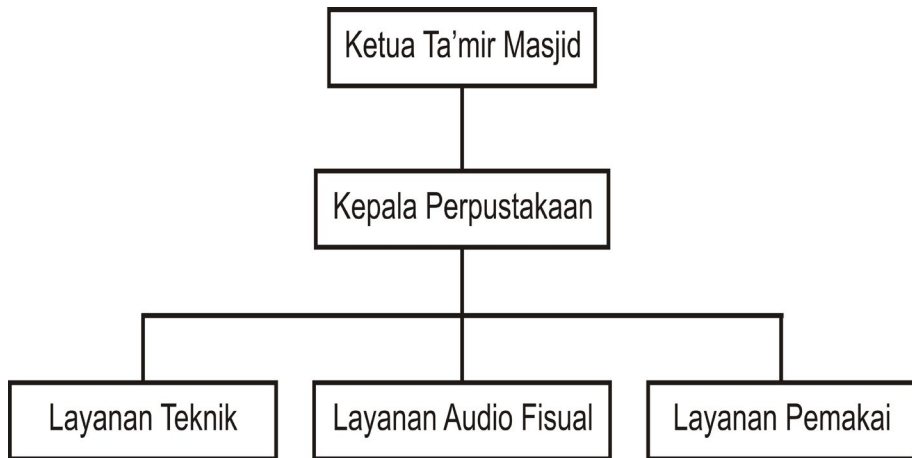 Ketua Ta’mir Masjid
Kepala Perpustakaan
Layanan Teknik
Layanan Audio Fisual
Layanan Pemakai